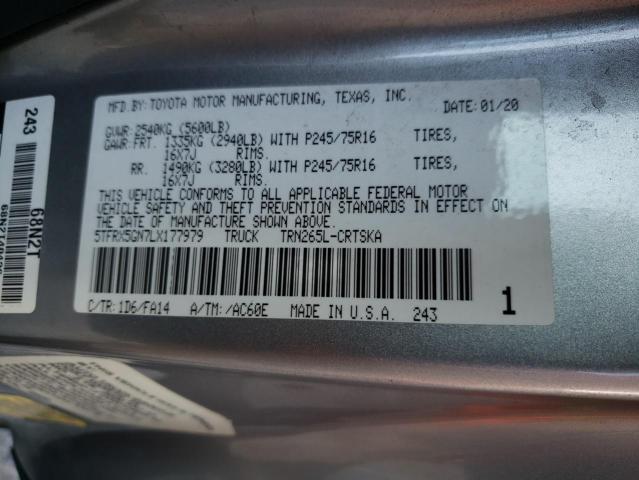 MFD BY: TOYOTA MOTOR MANUFACTURING, TEXAS, INC.
DATE: 01/20
GVWR: 2540KG (5600LB)
GAWR: FRT. 1335KG (2940LB) WITH P245/75R16 TIRES,
16X7J RIMS.
RR. 1490KG (3280LB) WITH P245/75R16 TIRES,
16X7J RIMS.
THIS VEHICLE CONFORMS TO ALL APPLICABLE FEDERAL MOTOR
VEHICLE SAFETY AND THEFT PREVENTION STANDARDS IN EFFECT ON
THE DATE OF MANUFACTURE SHOWN ABOVE.
5TFRX5GN7LX177979 TRUCK TRN265L-CRTSKA
C/TR: 1D6/FA14 A/TM: /AC60E MADE IN U.S.A. 243
1
243
68N2T